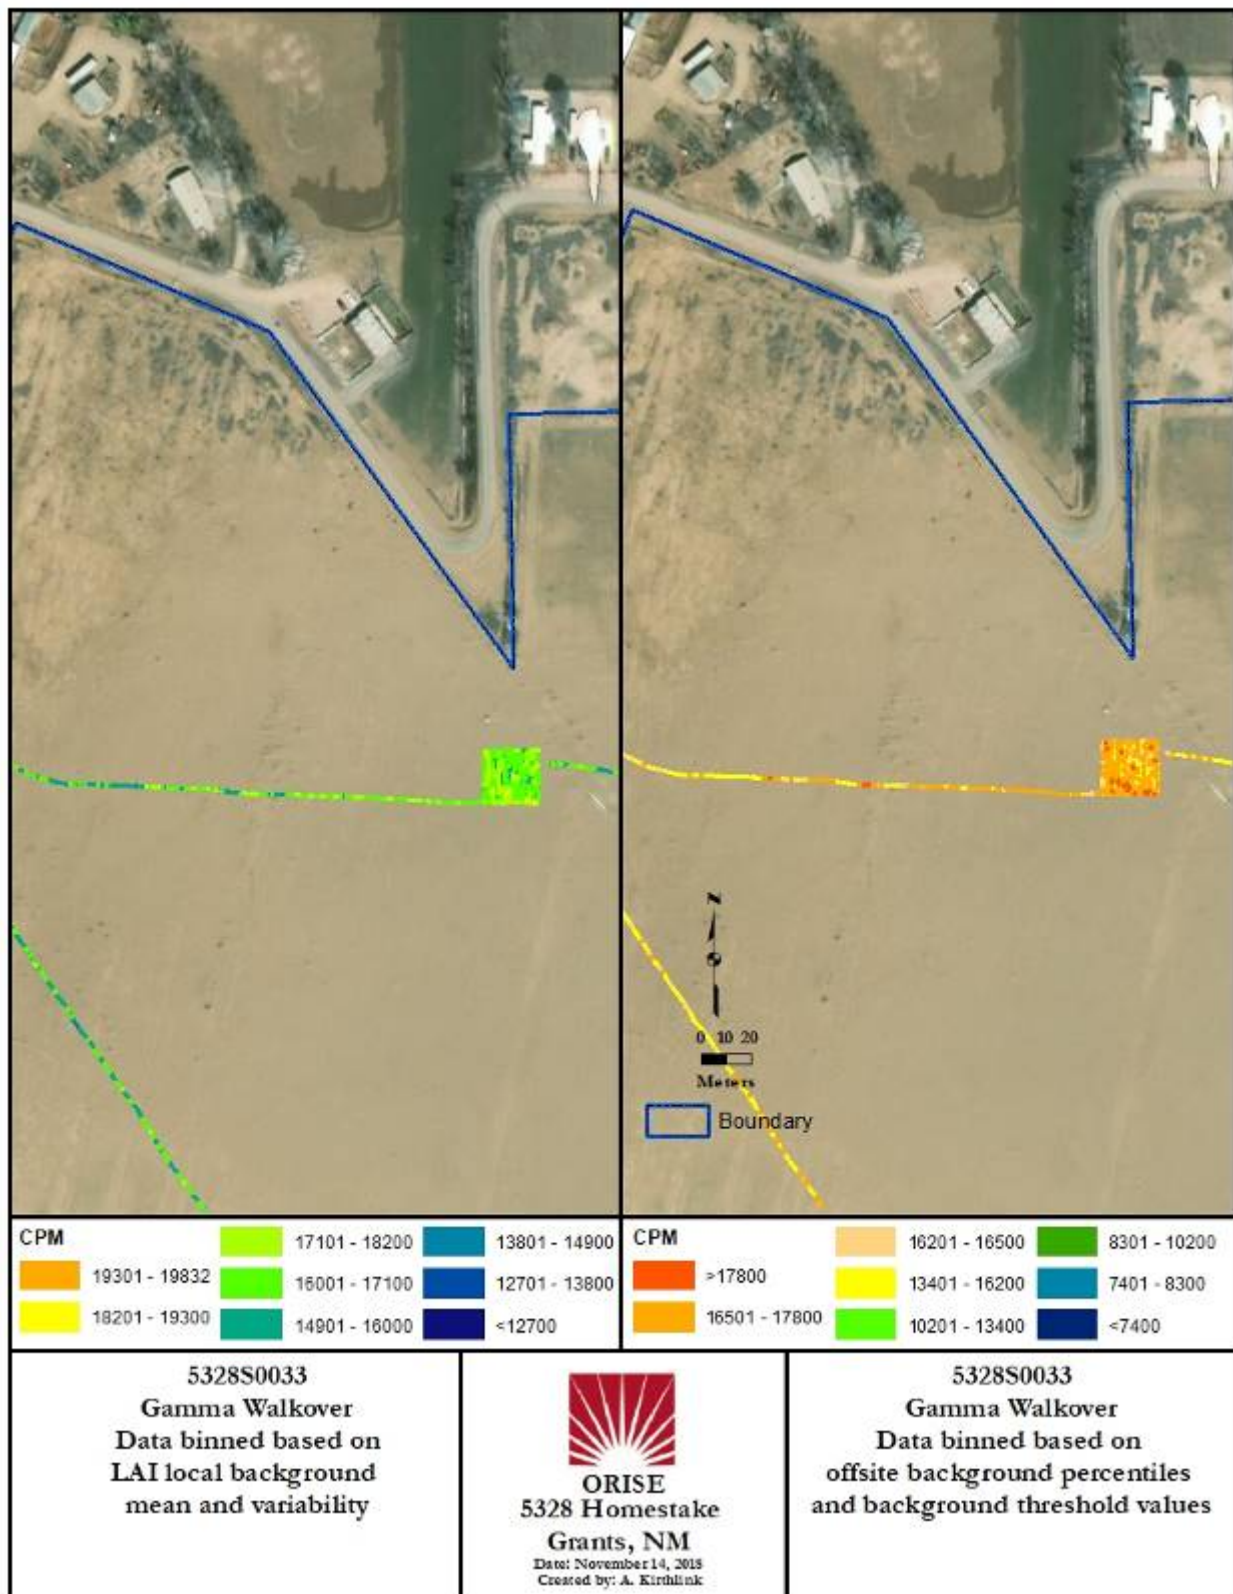 Z
0 10 20
Meters
Boundary
CPM
19301 - 19832
18201 - 19300
17101 - 18200
16001 - 17100
14901 - 16000
13801 - 14900
12701 - 13800
<12700
CPM
>17800
16501 - 17800
16201 - 16500
13401 - 16200
10201 - 13400
8301 - 10200
7401 - 8300
<7400
5328S0033
Gamma Walkover
Data binned based on
LAI local background
mean and variability
ORISE
5328 Homestake
Grants, NM
Date: November 14, 2018
Created by: A. Kirthlink
5328S0033
Gamma Walkover
Data binned based on
offsite background percentiles
and background threshold values